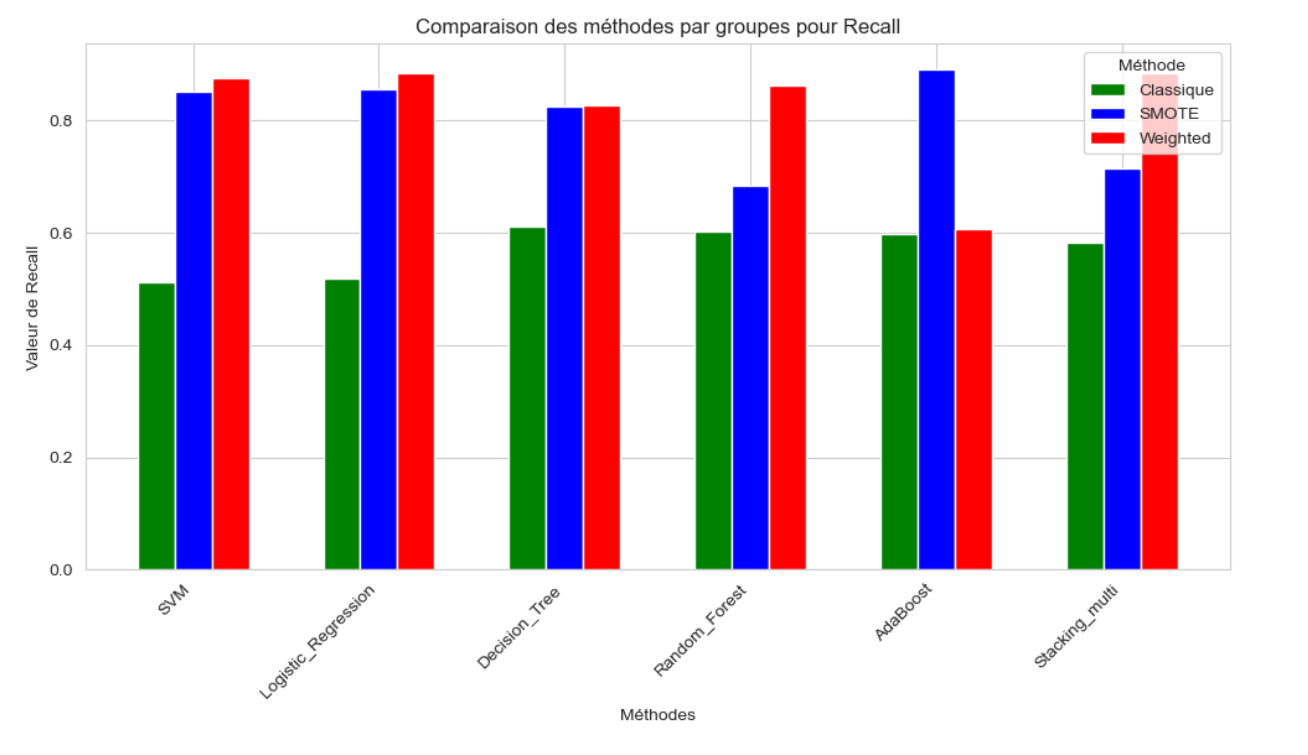 Comparaison des méthodes par groupes pour Recall
Méthode
Classique
SMOTE
Weighted
Valeur de Recall
0.8
0.6
0.4
0.2
0.0
SVM
Logistic_Regression
Decision_Tree
Random_Forest
AdaBoost
Stacking_multi
Méthodes